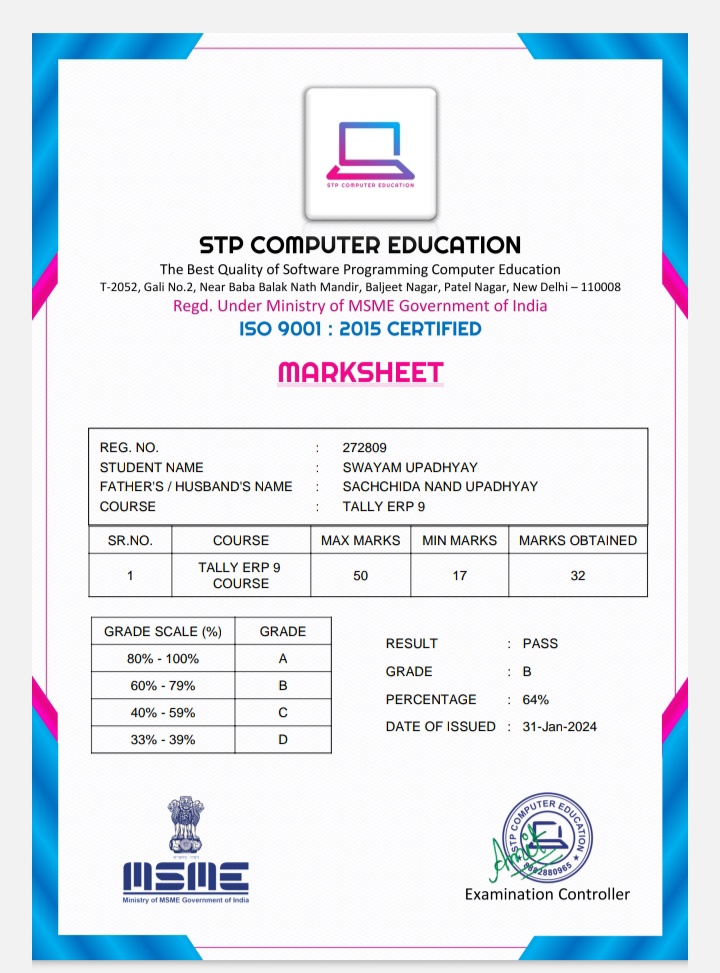 STP COMPUTER EDUCATION
STP COMPUTER EDUCATION
The Best Quality of Software Programming Computer Education
T-2052, Gali No.2, Near Baba Balak Nath Mandir, Baljeet Nagar, Patel Nagar, New Delhi – 110008
Regd. Under Ministry of MSME Government of India
ISO 9001 : 2015 CERTIFIED
MARKSHEET
REG. NO. : 272809
STUDENT NAME : SWAYAM UPADHYAY
FATHER'S / HUSBAND'S NAME : SACHCHIDA NAND UPADHYAY
COURSE : TALLY ERP 9
SR.NO. COURSE MAX MARKS MIN MARKS MARKS OBTAINED
1 TALLY ERP 9 COURSE 50 17 32
GRADE SCALE (%) GRADE
80% - 100% A
60% - 79% B
40% - 59% C
33% - 39% D
RESULT : PASS
GRADE : B
PERCENTAGE : 64%
DATE OF ISSUED : 31-Jan-2024
MSME
Ministry of MSME Government of India
STP COMPUTER EDUCATION
Examination Controller